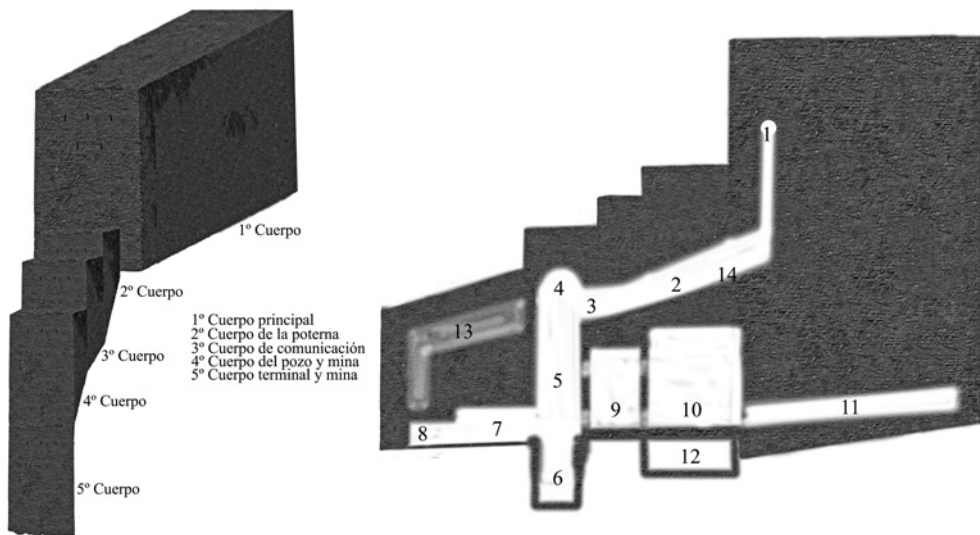 1º Cuerpo
2º Cuerpo
3º Cuerpo
4º Cuerpo
5º Cuerpo
1º Cuerpo principal
2º Cuerpo de la poterna
3º Cuerpo de comunicación
4º Cuerpo del pozo y mina
5º Cuerpo terminal y mina
1
2
14
3
4
13
5
9
10
11
7
8
12
6